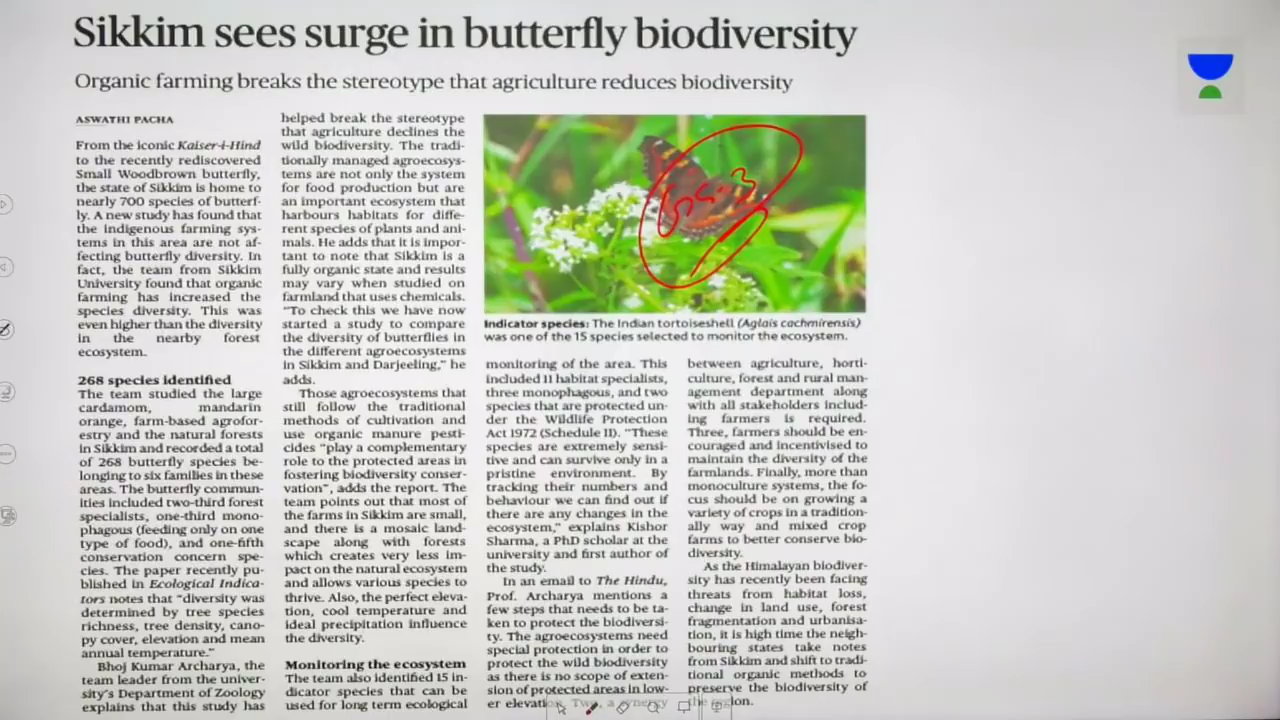 Sikkim sees surge in butterfly biodiversity
Organic farming breaks the stereotype that agriculture reduces biodiversity
ASWATHI PACHA
From the iconic Kaiser-i-Hind
to the recently rediscovered
Small Woodbrown butterfly,
the state of Sikkim is home to
nearly 700 species of butterf-
ly. A new study has found that
the indigenous farming sys-
tems in this area are not af-
fecting butterfly diversity. In
fact, the team from Sikkim
University found that organic
farming has increased the
species diversity. This was
even higher than the diversity
in the nearby forest
ecosystem.
268 species identified
The team studied the large
cardamom, mandarin
orange, farm-based agrofor-
estry and the natural forests
in Sikkim and recorded a total
of 268 butterfly species be-
longing to six families in these
areas. The butterfly commun-
ities included two-third forest
specialists, one-third mono-
phagous (feeding only on one
type of food), and one-fifth
conservation concern spe-
cies. The paper recently pu-
blished in Ecological Indica-
tors notes that “diversity was
determined by tree species
richness, tree density, cano-
py cover, elevation and mean
annual temperature.”
Bhoj Kumar Archarya, the
team leader from the univer-
sity's Department of Zoology
explains that this study has
helped break the stereotype
that agriculture declines the
wild biodiversity. The tradi-
tionally managed agroecosys-
tems are not only the system
for food production but are
an important ecosystem that
harbours habitats for diffe-
rent species of plants and ani-
mals. He adds that it is impor-
tant to note that Sikkim is a
fully organic state and results
may vary when studied on
farmland that uses chemicals.
“To check this we have now
started a study to compare
the diversity of butterflies in
the different agroecosystems
in Sikkim and Darjeeling,” he
adds.
Those agroecosystems that
still follow the traditional
methods of cultivation and
use organic manure pesti-
cides “play a complementary
role to the protected areas in
fostering biodiversity conser-
vation”, adds the report. The
team points out that most of
the farms in Sikkim are small,
and there is a mosaic land-
scape along with forests
which creates very less im-
pact on the natural ecosystem
and allows various species to
thrive. Also, the perfect eleva-
tion, cool temperature and
ideal precipitation influence
the diversity.
Monitoring the ecosystem
The team also identified 15 in-
dicator species that can be
used for long term ecological
Indicator species: The Indian tortoiseshell (Aglais cachmirensis)
was one of the 15 species selected to monitor the ecosystem.
monitoring of the area. This
included 11 habitat specialists,
three monophagous, and two
species that are protected un-
der the Wildlife Protection
Act 1972 (Schedule II). “These
species are extremely sensi-
tive and can survive only in a
pristine environment. By
tracking their numbers and
behaviour we can find out if
there are any changes in the
ecosystem,” explains Kishor
Sharma, a PhD scholar at the
university and first author of
the study.
In an email to The Hindu,
Prof. Archarya mentions a
few steps that needs to be ta-
ken to protect the biodiversi-
ty. The agroecosystems need
special protection in order to
protect the wild biodiversity
as there is no scope of exten-
sion of protected areas in low-
er elevation. Two, a synergy
between agriculture, horti-
culture, forest and rural man-
agement department along
with all stakeholders includ-
ing farmers is required.
Three, farmers should be en-
couraged and incentivised to
maintain the diversity of the
farmlands. Finally, more than
monoculture systems, the fo-
cus should be on growing a
variety of crops in a tradition-
ally way and mixed crop
farms to better conserve bio-
diversity.
As the Himalayan biodiver-
sity has recently been facing
threats from habitat loss,
change in land use, forest
fragmentation and urbanisa-
tion, it is high time the neigh-
bouring states take notes
from Sikkim and shift to tradi-
tional organic methods to
preserve the biodiversity of
the region.